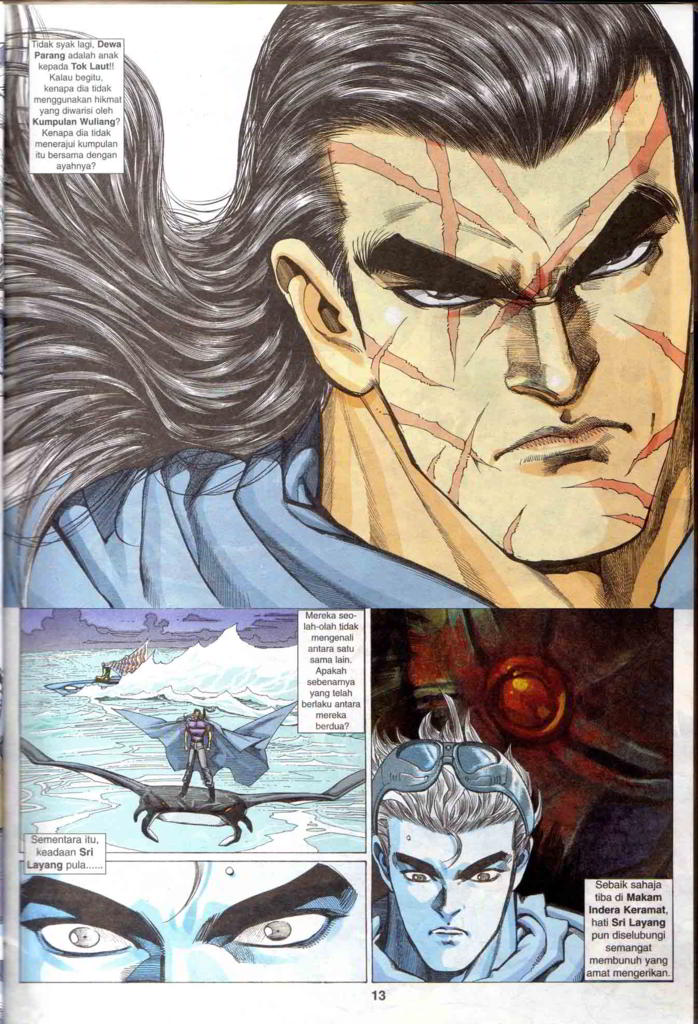 Tidak syak lagi, Dewa
Parang adalah anak
kepada Tok Laut!!
Kalau begitu,
kenapa dia tidak
menggunakan hikmat
yang diwarisi oleh
Kumpulan Wuliang?
Kenapa dia tidak
menerajui kumpulan
itu bersama dengan
ayahnya?
Mereka seo-
lah-olah tidak
mengenali
antara satu
sama lain.
Apakah
sebenarnya
yang telah
berlaku antara
mereka
berdua?
Sementara itu,
keadaan Sri
Layang pula......
Sebaik sahaja
tiba di Makam
Indera Keramat,
hati Sri Layang
pun diselubungi
semangat
membunuh yang
amat mengerikan.
13